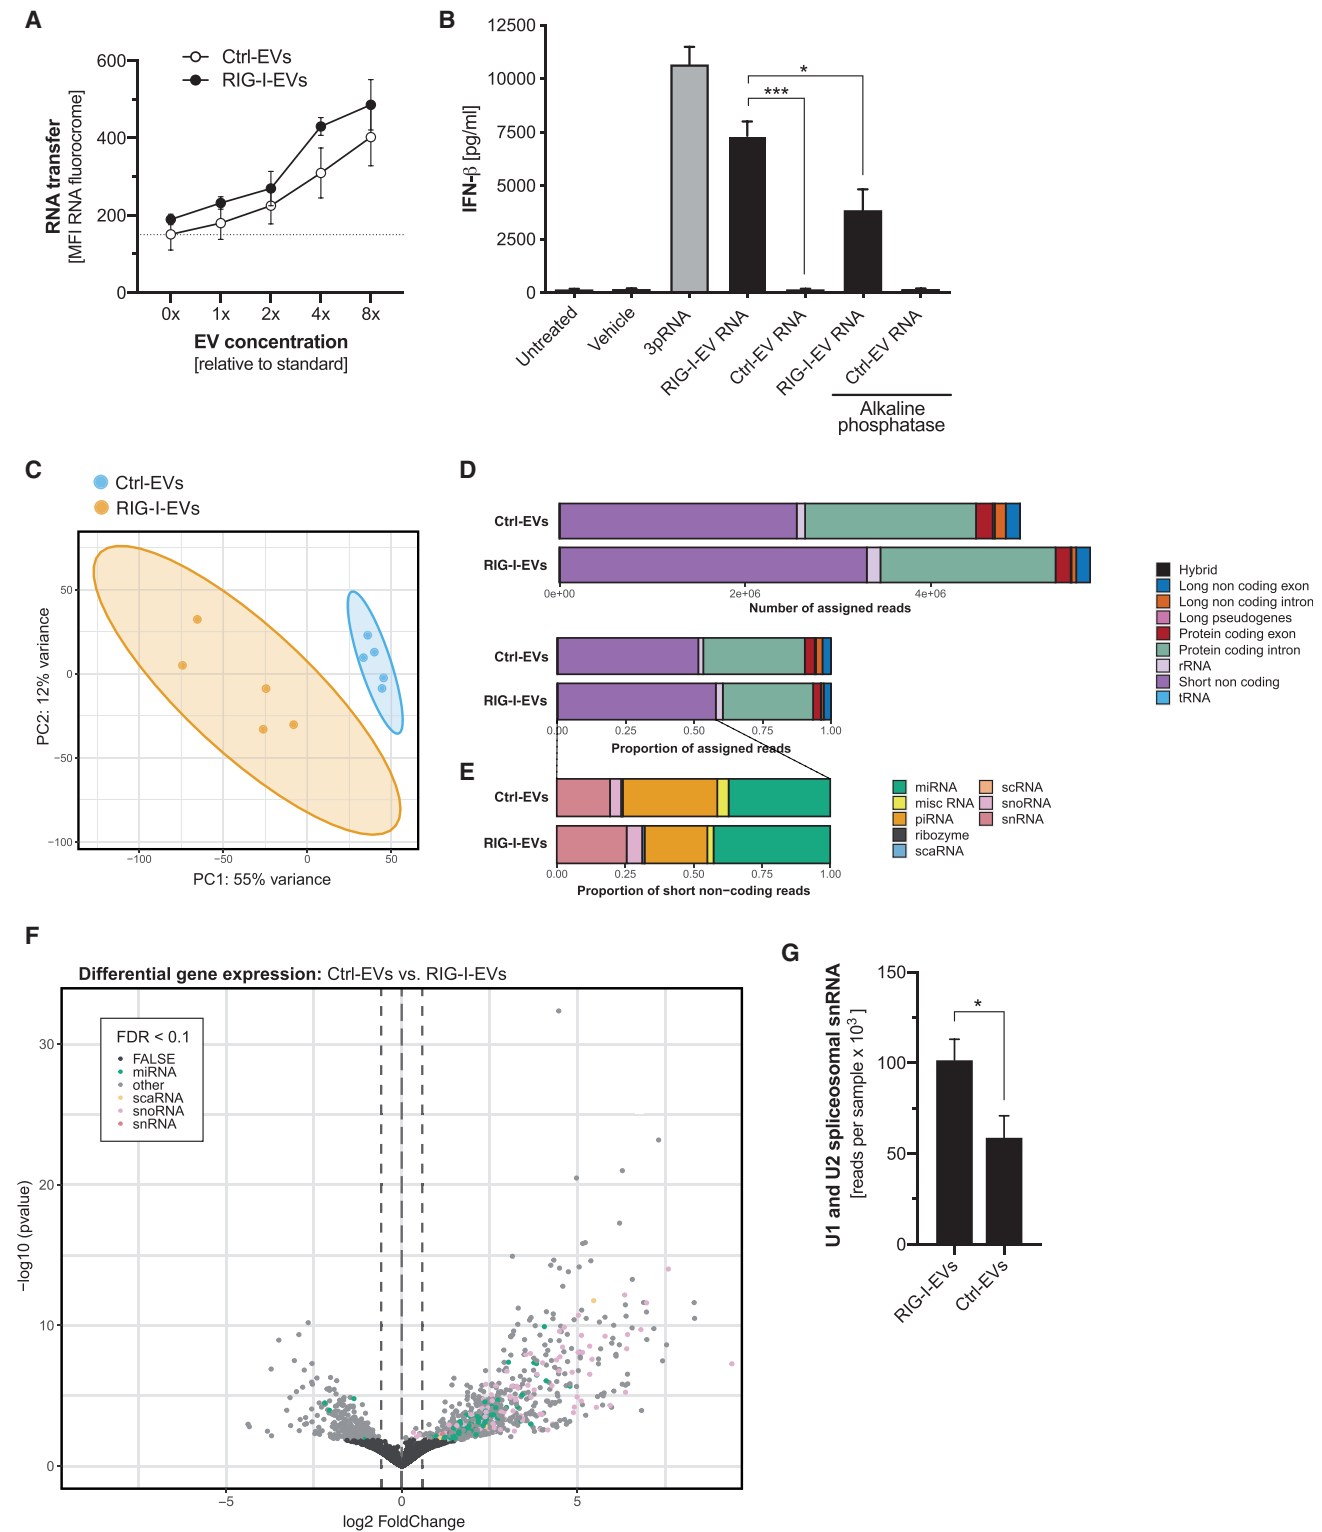 A
Ctrl-EVs
RIG-I-EVs
600
400
200
0
RNA transfer
[MFI RNA fluorocrome]
0x 1x 2x 4x 8x
EV concentration
[relative to standard]
B
12500
10000
7500
5000
2500
0
IFN-β [pg/ml]
*
***
Untreated
Vehicle
3pRNA
RIG-I-EV RNA
Ctrl-EV RNA
RIG-I-EV RNA
Ctrl-EV RNA
Alkaline
phosphatase
C
Ctrl-EVs
RIG-I-EVs
50
0
−50
−100
PC2: 12% variance
−100 −50 0 50
PC1: 55% variance
D
Ctrl-EVs
RIG-I-EVs
0e+00 2e+06 4e+06
Number of assigned reads
Ctrl-EVs
RIG-I-EVs
0.00 0.25 0.50 0.75 1.00
Proportion of assigned reads
Hybrid
Long non coding exon
Long non coding intron
Long pseudogenes
Protein coding exon
Protein coding intron
rRNA
Short non coding
tRNA
E
Ctrl-EVs
RIG-I-EVs
0.00 0.25 0.50 0.75 1.00
Proportion of short non−coding reads
miRNA
misc RNA
piRNA
ribozyme
scaRNA
scRNA
snoRNA
snRNA
F
Differential gene expression: Ctrl-EVs vs. RIG-I-EVs
FDR < 0.1
FALSE
miRNA
other
scaRNA
snoRNA
snRNA
30
20
10
0
−log10 (pvalue)
−5 0 5
log2 FoldChange
G
150
100
50
0
U1 and U2 spliceosomal snRNA
[reads per sample x 10³ ]
*
RIG-I-EVs
Ctrl-EVs